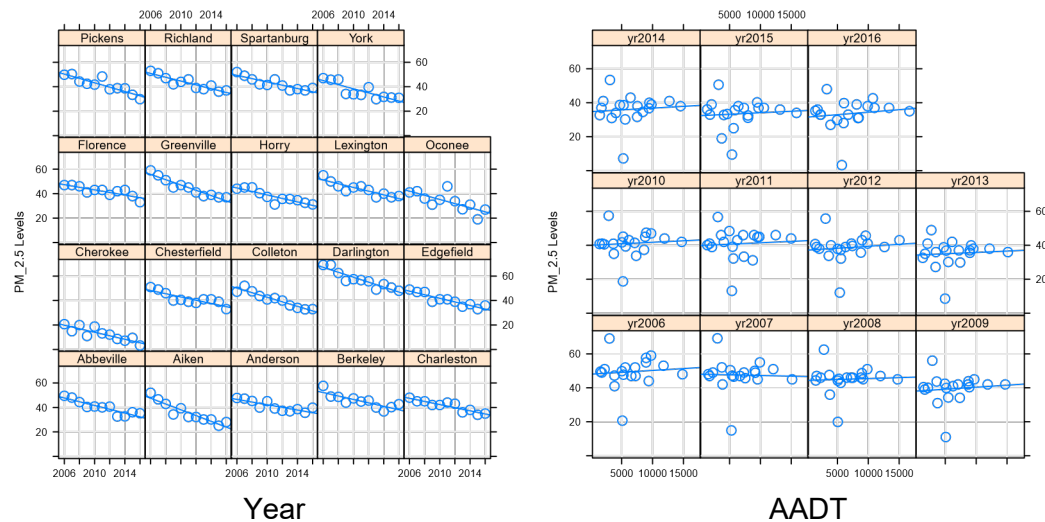 2006 2010 2014
Pickens Richland Spartanburg York
60
40
20
Florence Greenville Horry Lexington Oconee
60
40
20
Cherokee Chesterfield Colleton Darlington Edgefield
60
40
20
Abbeville Aiken Anderson Berkeley Charleston
60
40
20
2006 2010 2014 2006 2010 2014 2006 2010 2014
PM_2.5 Levels
Year
5000 10000 15000
yr2014 yr2015 yr2016
60
40
20
yr2010 yr2011 yr2012 yr2013
60
40
20
yr2006 yr2007 yr2008 yr2009
60
40
20
5000 10000 15000 5000 10000 15000
PM_2.5 Levels
AADT